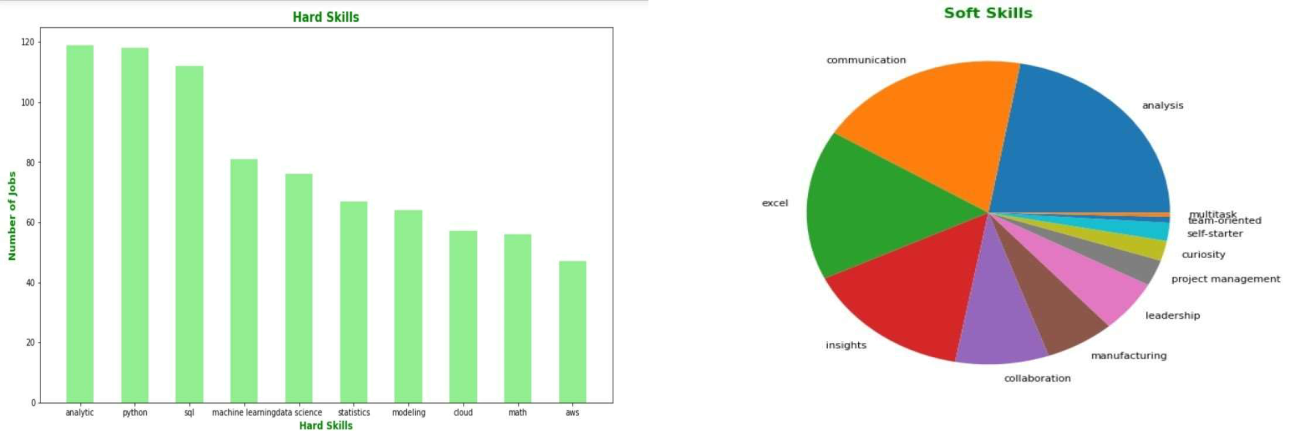 Hard Skills
120
100
80
60
40
20
0
Number of Jobs
analytic python sql machine learningdata science statistics modeling cloud math aws
Hard Skills
Soft Skills
communication
analysis
excel
multitask
team-oriented
self-starter
curiosity
project management
leadership
insights
manufacturing
collaboration